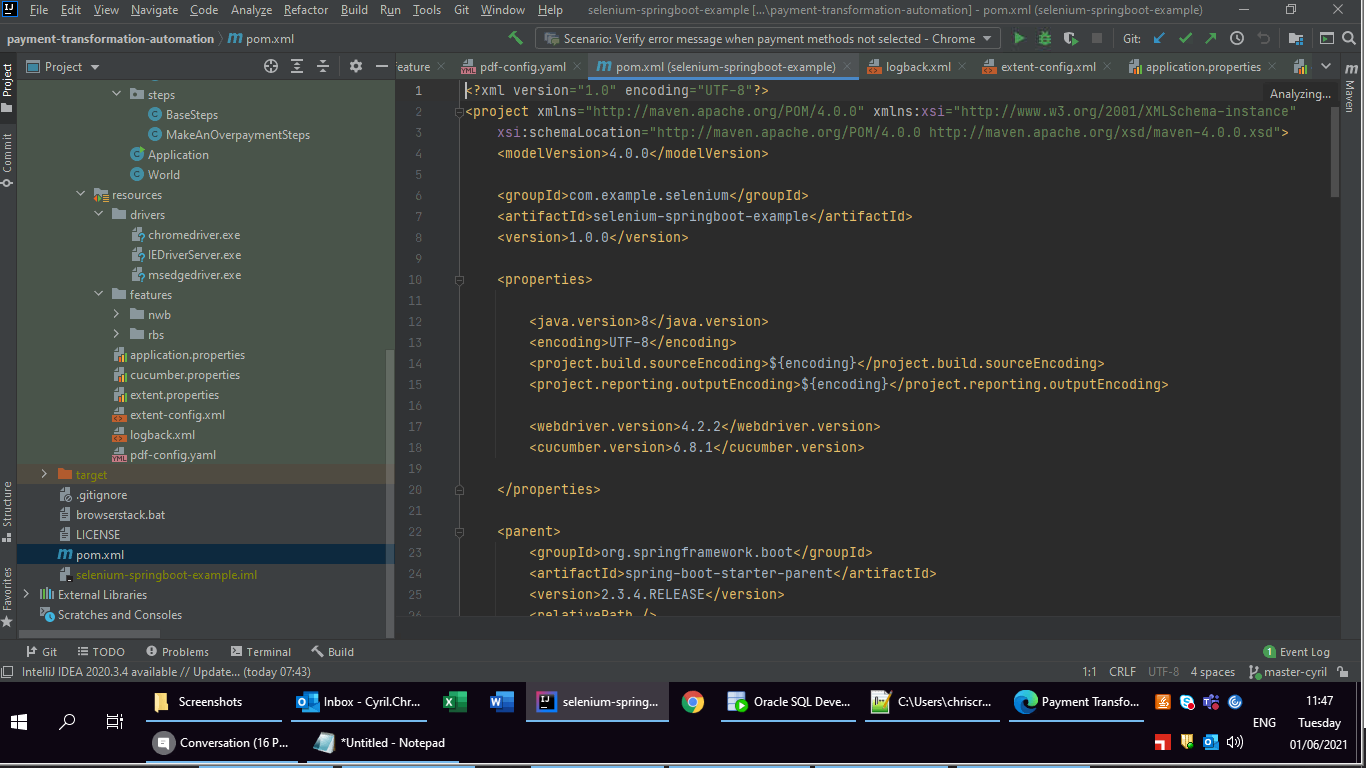 File Edit View Navigate Code Analyze Refactor Build Run Tools Git Window Help selenium-springboot-example [...\payment-transformation-automation] - pom.xml (selenium-springboot-example)
payment-transformation-automation pom.xml Scenario: Verify error message when payment methods not selected - Chrome Git:
Project eature pdf-config.yaml pom.xml (selenium-springboot-example) logback.xml extent-config.xml application.properties
steps
BaseSteps
MakeAnOverpaymentSteps
Application
World
resources
drivers
chromedriver.exe
IEDriverServer.exe
msedgedriver.exe
features
nwb
rbs
application.properties
cucumber.properties
extent.properties
extent-config.xml
logback.xml
pdf-config.yaml
target
.gitignore
browserstack.bat
LICENSE
pom.xml
selenium-springboot-example.iml
External Libraries
Scratches and Consoles
Project
Commit
Structure
Favorites
Maven
Analyzing...
1 <?xml version="1.0" encoding="UTF-8"?>
2 <project xmlns="http://maven.apache.org/POM/4.0.0" xmlns:xsi="http://www.w3.org/2001/XMLSchema-instance"
3 xsi:schemaLocation="http://maven.apache.org/POM/4.0.0 http://maven.apache.org/xsd/maven-4.0.0.xsd">
4 <modelVersion>4.0.0</modelVersion>
5
6 <groupId>com.example.selenium</groupId>
7 <artifactId>selenium-springboot-example</artifactId>
8 <version>1.0.0</version>
9
10 <properties>
11
12 <java.version>8</java.version>
13 <encoding>UTF-8</encoding>
14 <project.build.sourceEncoding>${encoding}</project.build.sourceEncoding>
15 <project.reporting.outputEncoding>${encoding}</project.reporting.outputEncoding>
16
17 <webdriver.version>4.2.2</webdriver.version>
18 <cucumber.version>6.8.1</cucumber.version>
19
20 </properties>
21
22 <parent>
23 <groupId>org.springframework.boot</groupId>
24 <artifactId>spring-boot-starter-parent</artifactId>
25 <version>2.3.4.RELEASE</version>
26 <relativePath />
Git TODO Problems Terminal Build 1 Event Log
IntelliJ IDEA 2020.3.4 available // Update... (today 07:43) 1:1 CRLF UTF-8 4 spaces master-cyril
Screenshots Inbox - Cyril.Chr... selenium-spring... Oracle SQL Deve... C:\Users\chriscr... Payment Transfo...
Conversation (16 P... *Untitled - Notepad
ENG
11:47
Tuesday
01/06/2021